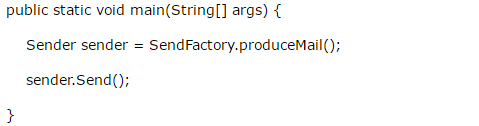 public static void main(String[] args) {
Sender sender = SendFactory.produceMail();
sender.Send();
}